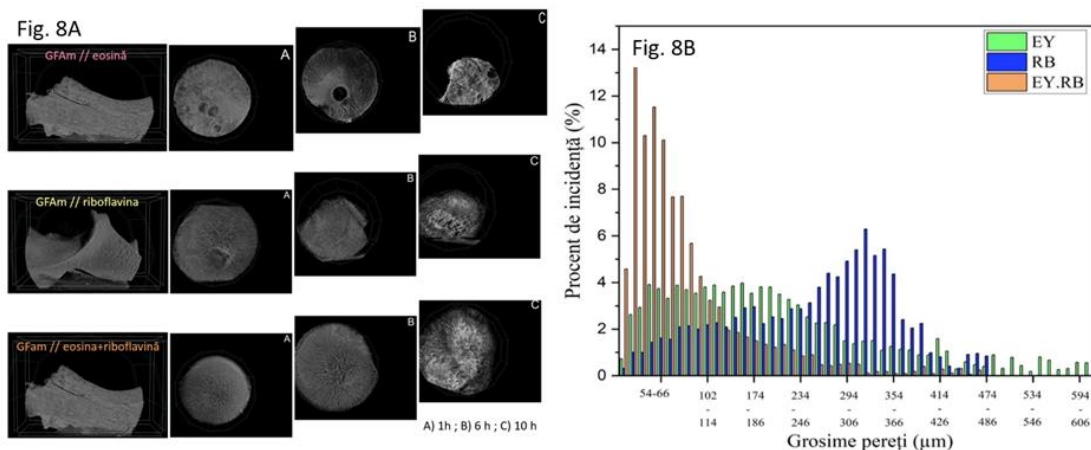 Fig. 8A
GFAm // eosină
A
B
C
GFAm // riboflavina
A
B
C
GFam // eosina+riboflavină
A
B
C
A) 1h ; B) 6 h ; C) 10 h
Fig. 8B
EY
RB
EY.RB
Procent de incidență (%)
14
12
10
8
6
4
2
0
54-66 102 174 234 294 354 414 474 534 594
- - - - - - - - -
114 186 246 306 366 426 486 546 606
Grosime pereți (µm)